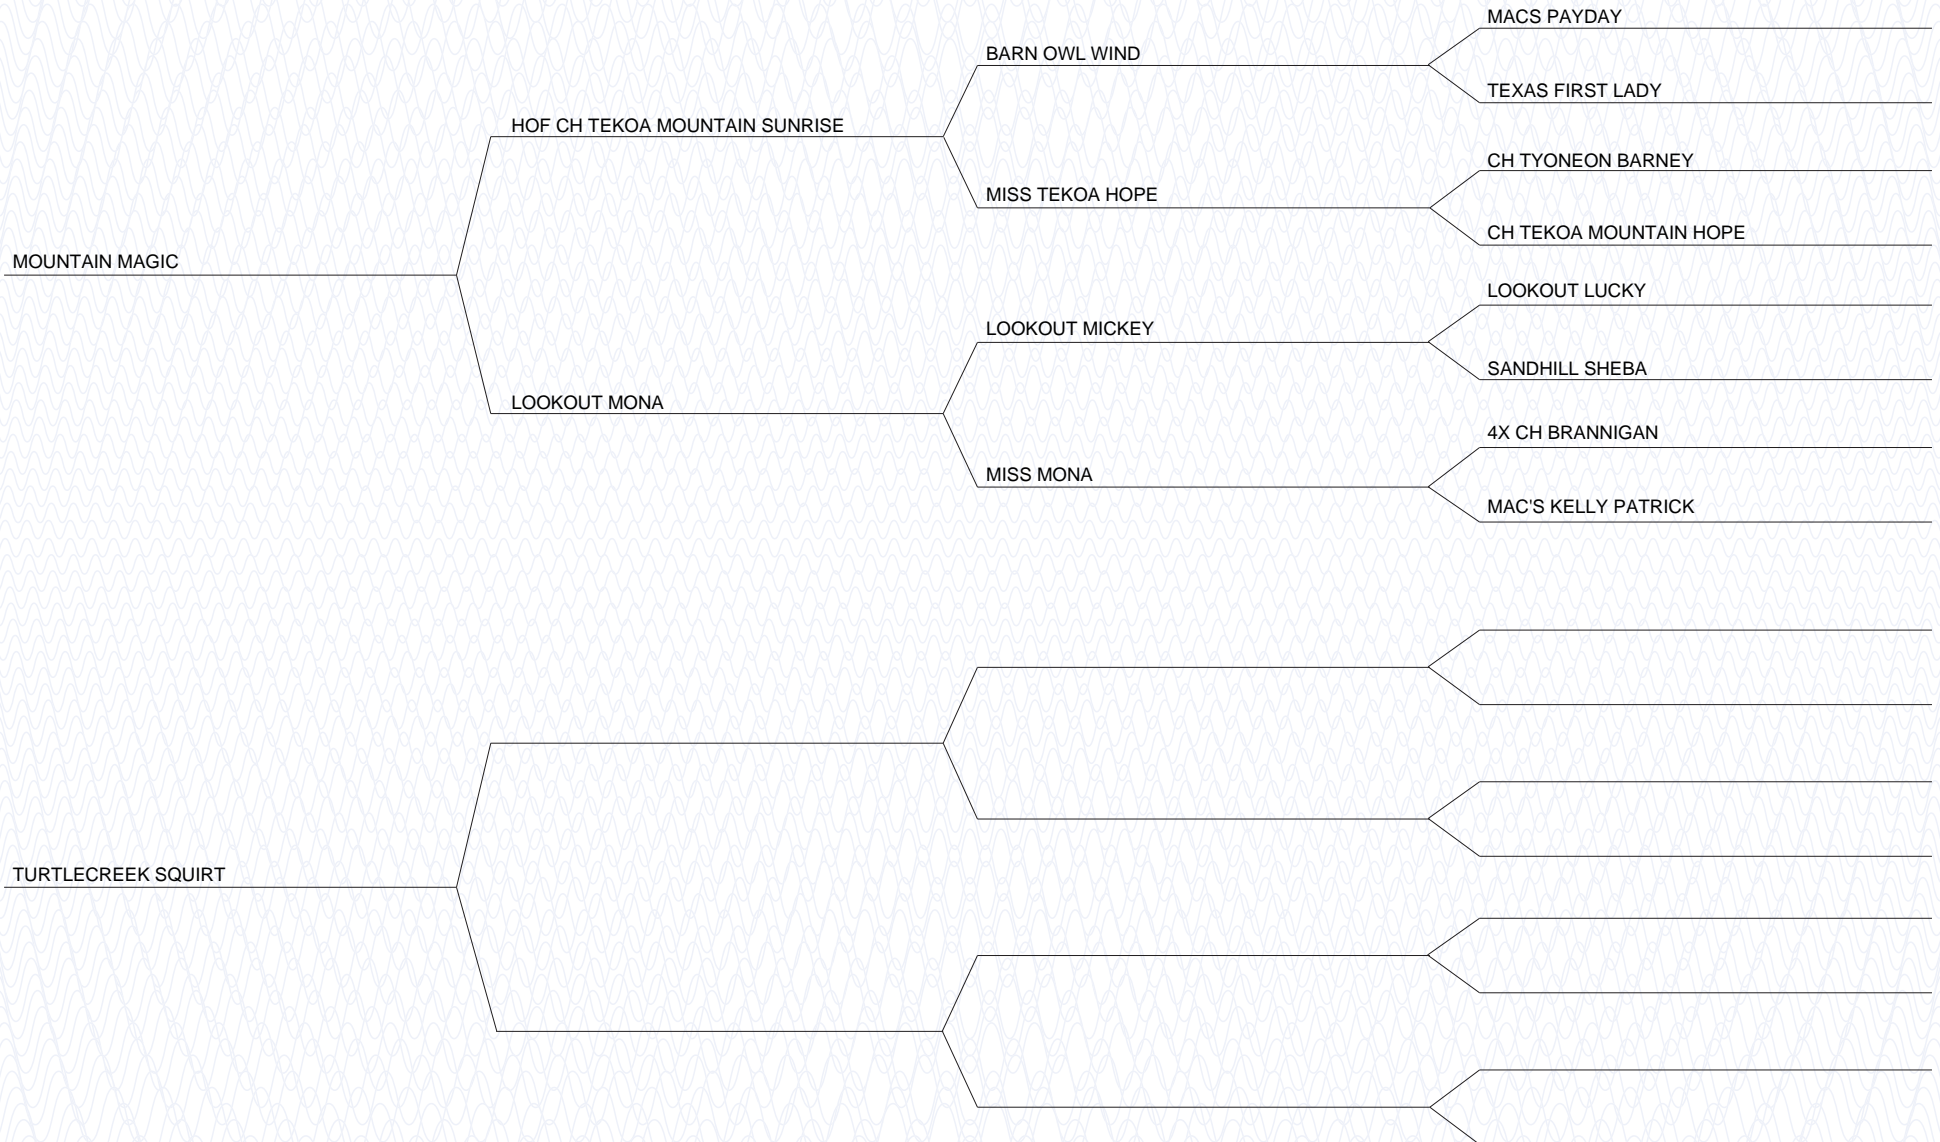 MACS PAYDAY
BARN OWL WIND
TEXAS FIRST LADY
HOF CH TEKOA MOUNTAIN SUNRISE
CH TYONEON BARNEY
MISS TEKOA HOPE
CH TEKOA MOUNTAIN HOPE
MOUNTAIN MAGIC
LOOKOUT LUCKY
LOOKOUT MICKEY
SANDHILL SHEBA
LOOKOUT MONA
4X CH BRANNIGAN
MISS MONA
MAC'S KELLY PATRICK
TURTLECREEK SQUIRT